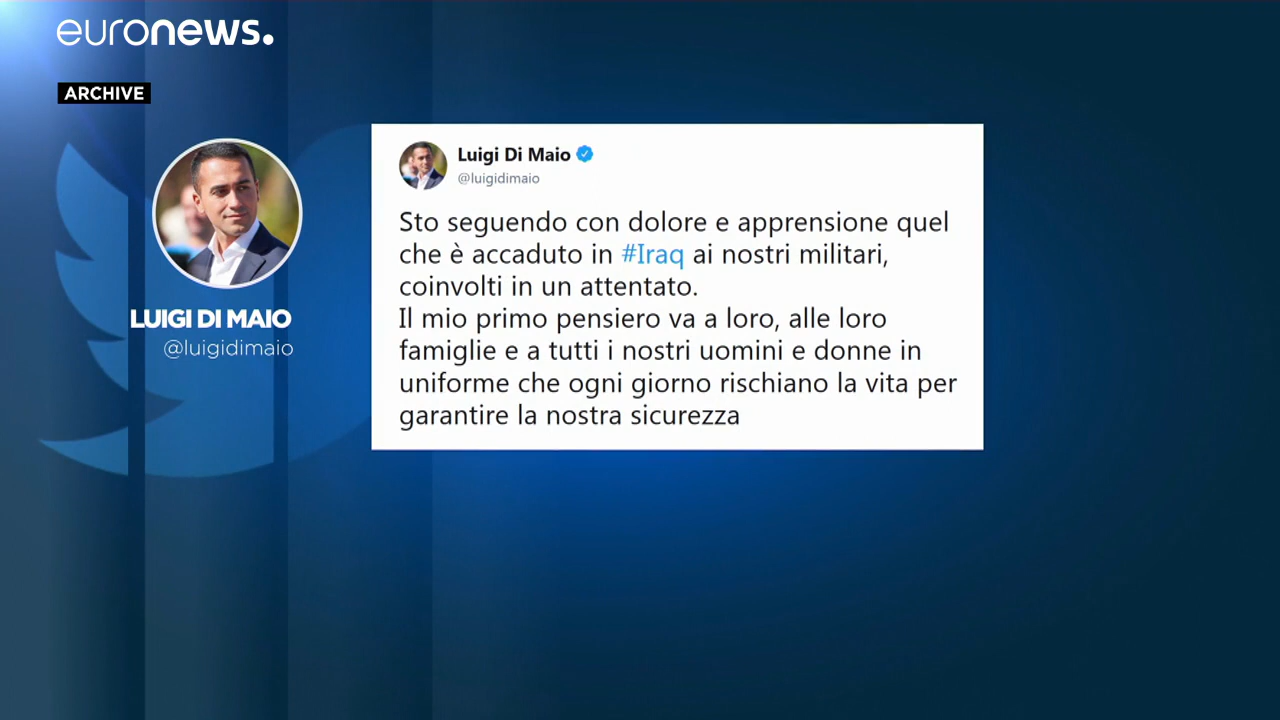 euronews.
ARCHIVE
LUIGI DI MAIO
@luigidimaio
Luigi Di Maio
@luigidimaio
Sto seguendo con dolore e apprensione quel
che è accaduto in #Iraq ai nostri militari,
coinvolti in un attentato.
Il mio primo pensiero va a loro, alle loro
famiglie e a tutti i nostri uomini e donne in
uniforme che ogni giorno rischiano la vita per
garantire la nostra sicurezza